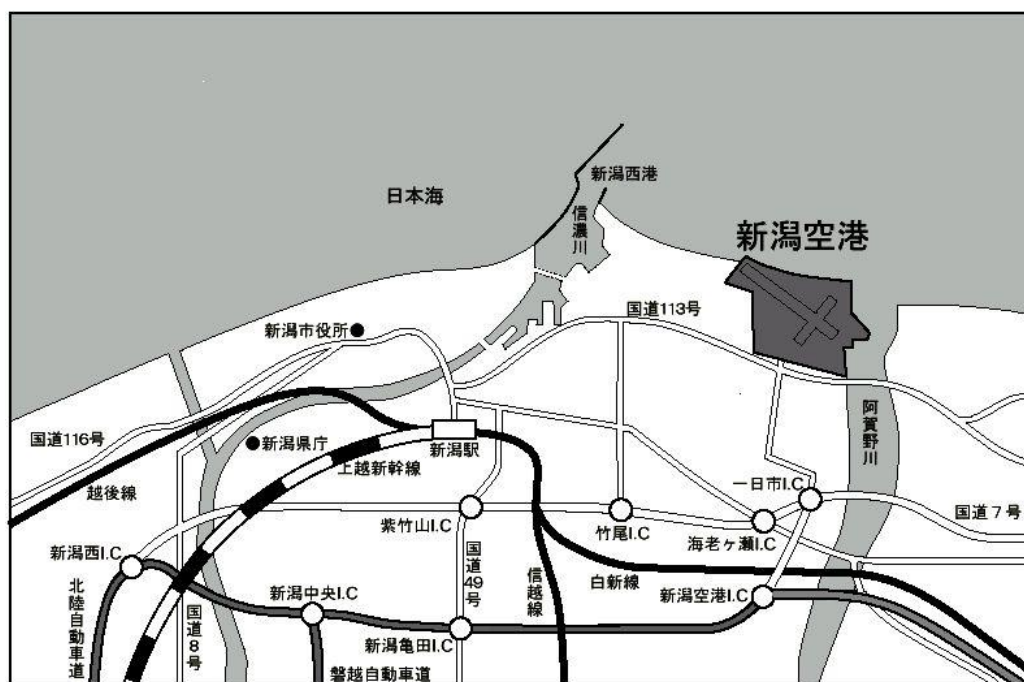 新潟西港
日本海
信濃川
新潟空港
国道113号
新潟市役所
阿賀野川
国道116号
新潟県庁
新潟駅
上越新幹線
越後線
一日市I.C
紫竹山I.C
竹尾I.C
海老ヶ瀬I.C
国道7号
新潟西I.C
国道49号
信越線
白新線
北陸自動車道
国道8号
新潟中央I.C
新潟空港I.C
新潟亀田I.C
磐越自動車道